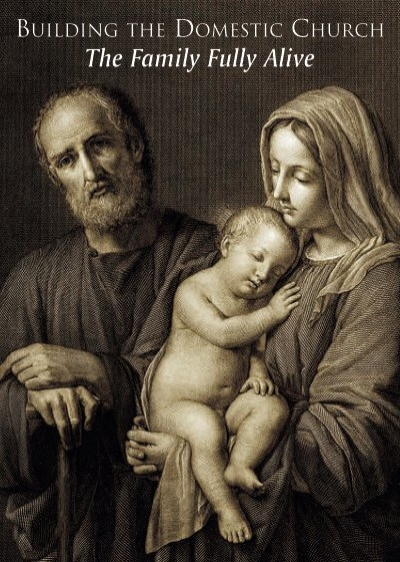 Building the Domestic Church
The Family Fully Alive